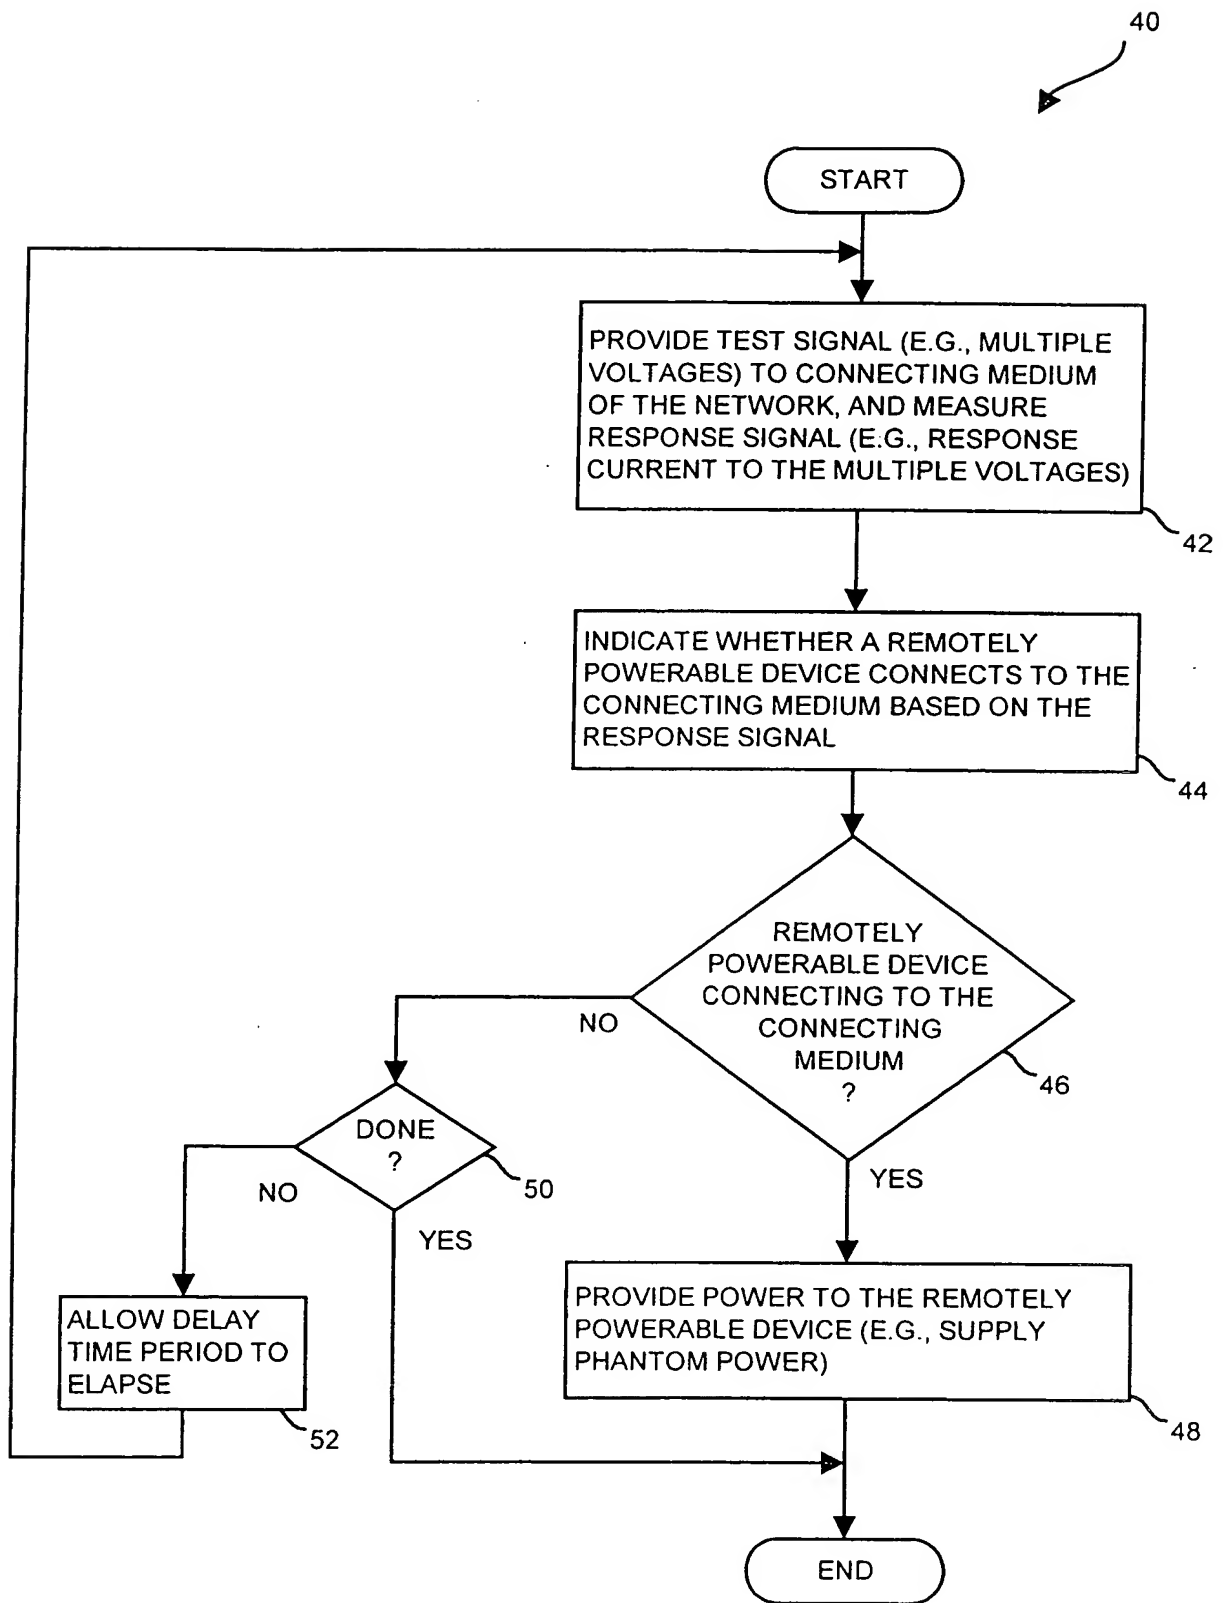 40
START
PROVIDE TEST SIGNAL (E.G., MULTIPLE
VOLTAGES) TO CONNECTING MEDIUM
OF THE NETWORK, AND MEASURE
RESPONSE SIGNAL (E.G., RESPONSE
CURRENT TO THE MULTIPLE VOLTAGES)
42
INDICATE WHETHER A REMOTELY
POWERABLE DEVICE CONNECTS TO THE
CONNECTING MEDIUM BASED ON THE
RESPONSE SIGNAL
44
REMOTELY
POWERABLE DEVICE
CONNECTING TO THE
CONNECTING
MEDIUM
?
46
NO
DONE
?
50
NO
YES
YES
ALLOW DELAY
TIME PERIOD TO
ELAPSE
52
PROVIDE POWER TO THE REMOTELY
POWERABLE DEVICE (E.G., SUPPLY
PHANTOM POWER)
48
END